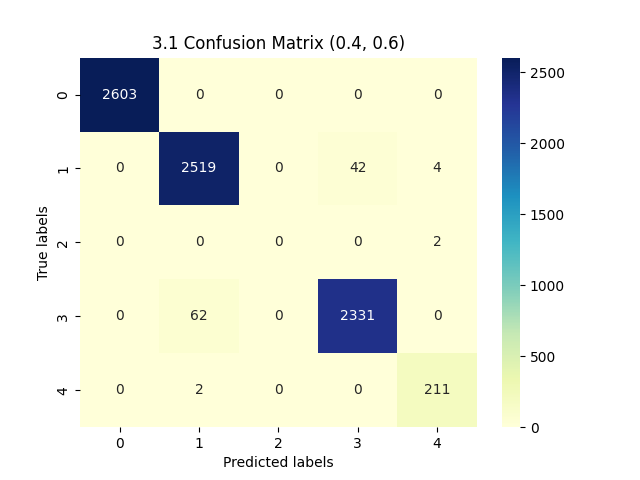 3.1 Confusion Matrix (0.4, 0.6)
0 2603 0 0 0 0
1 0 2519 0 42 4
2 0 0 0 0 2
3 0 62 0 2331 0
4 0 2 0 0 211
0 1 2 3 4
Predicted labels
True labels
2500
2000
1500
1000
500
0